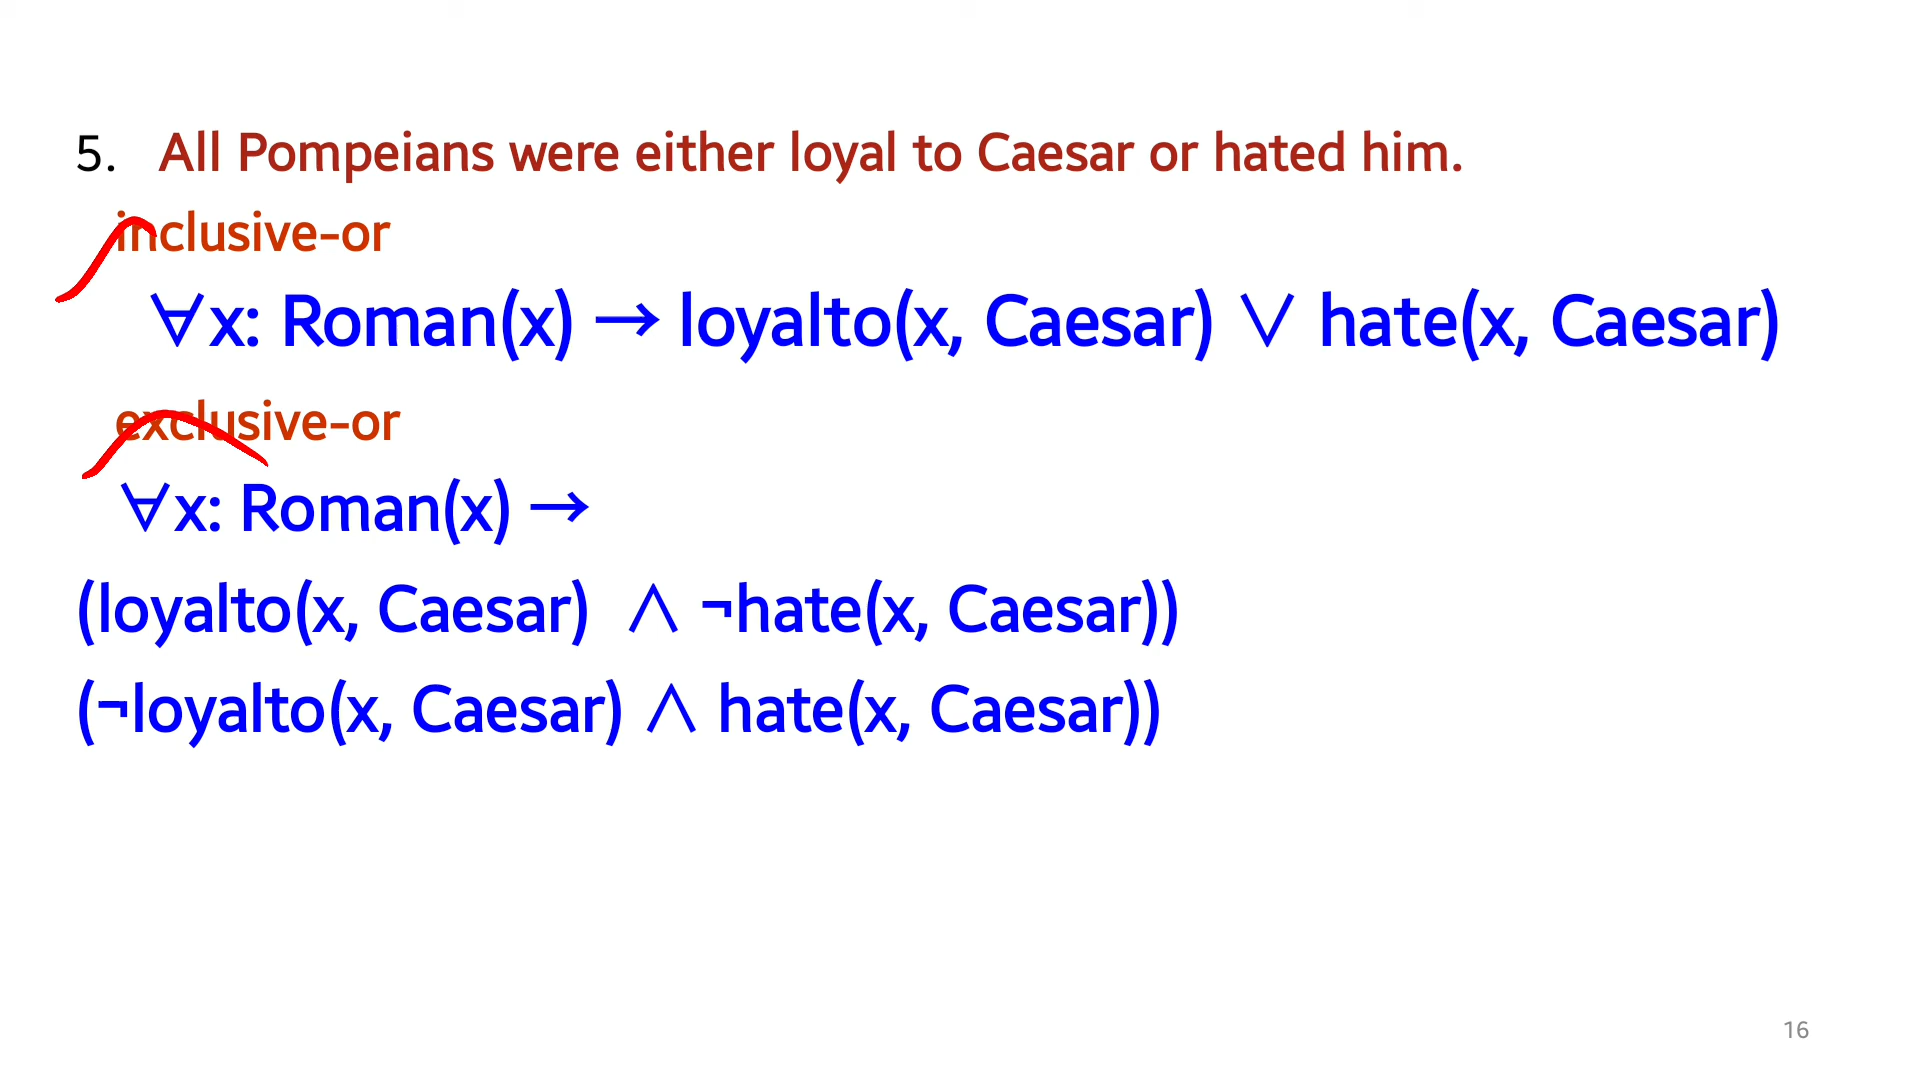 5. All Pompeians were either loyal to Caesar or hated him.
inclusive-or
∀x: Roman(x) → loyalto(x, Caesar) ∨ hate(x, Caesar)
exclusive-or
∀x: Roman(x) →
(loyalto(x, Caesar) ∧ ¬hate(x, Caesar))
(¬loyalto(x, Caesar) ∧ hate(x, Caesar))
16